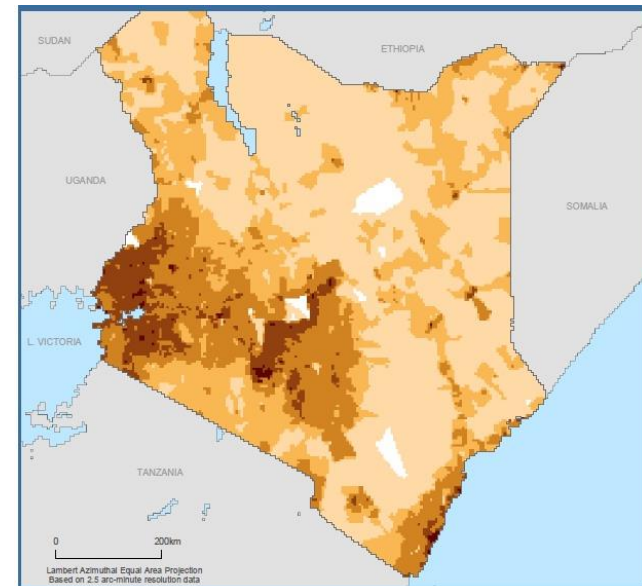 SUDAN
ETHIOPIA
UGANDA
SOMALIA
L. VICTORIA
TANZANIA
0 200km
Lambert Azimuthal Equal Area Projection
Based on 2.5 arc-minute resolution data